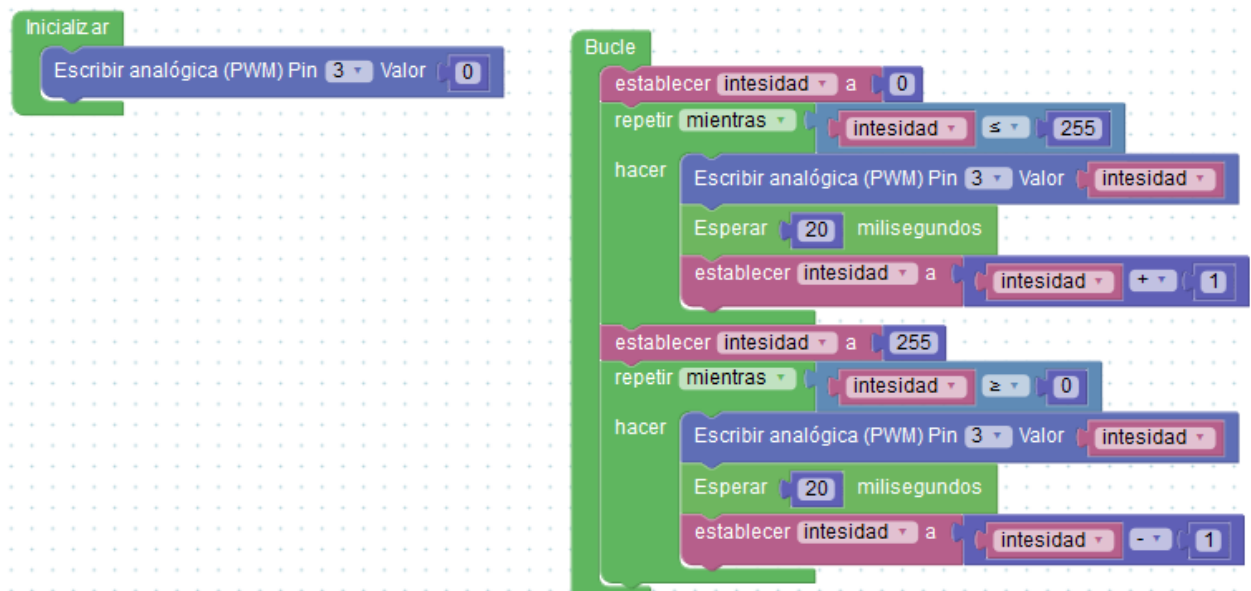 Inicializar
Escribir analógica (PWM) Pin 3 Valor 0
Bucle
establecer intesidad a 0
repetir mientras intesidad ≤ 255
hacer Escribir analógica (PWM) Pin 3 Valor intesidad
Esperar 20 milisegundos
establecer intesidad a intesidad + 1
establecer intesidad a 255
repetir mientras intesidad ≥ 0
hacer Escribir analógica (PWM) Pin 3 Valor intesidad
Esperar 20 milisegundos
establecer intesidad a intesidad - 1